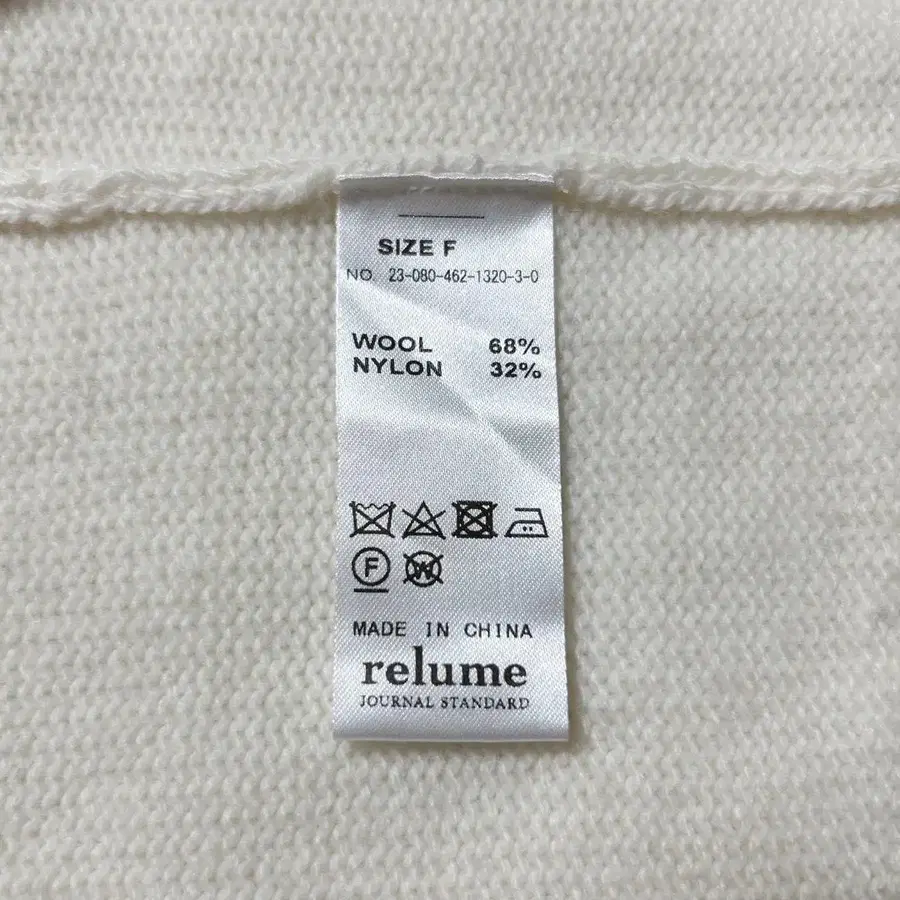 SIZE F
NO 23-080-462-1320-3-0
WOOL 68%
NYLON 32%
F W
MADE IN CHINA
relume
JOURNAL STANDARD